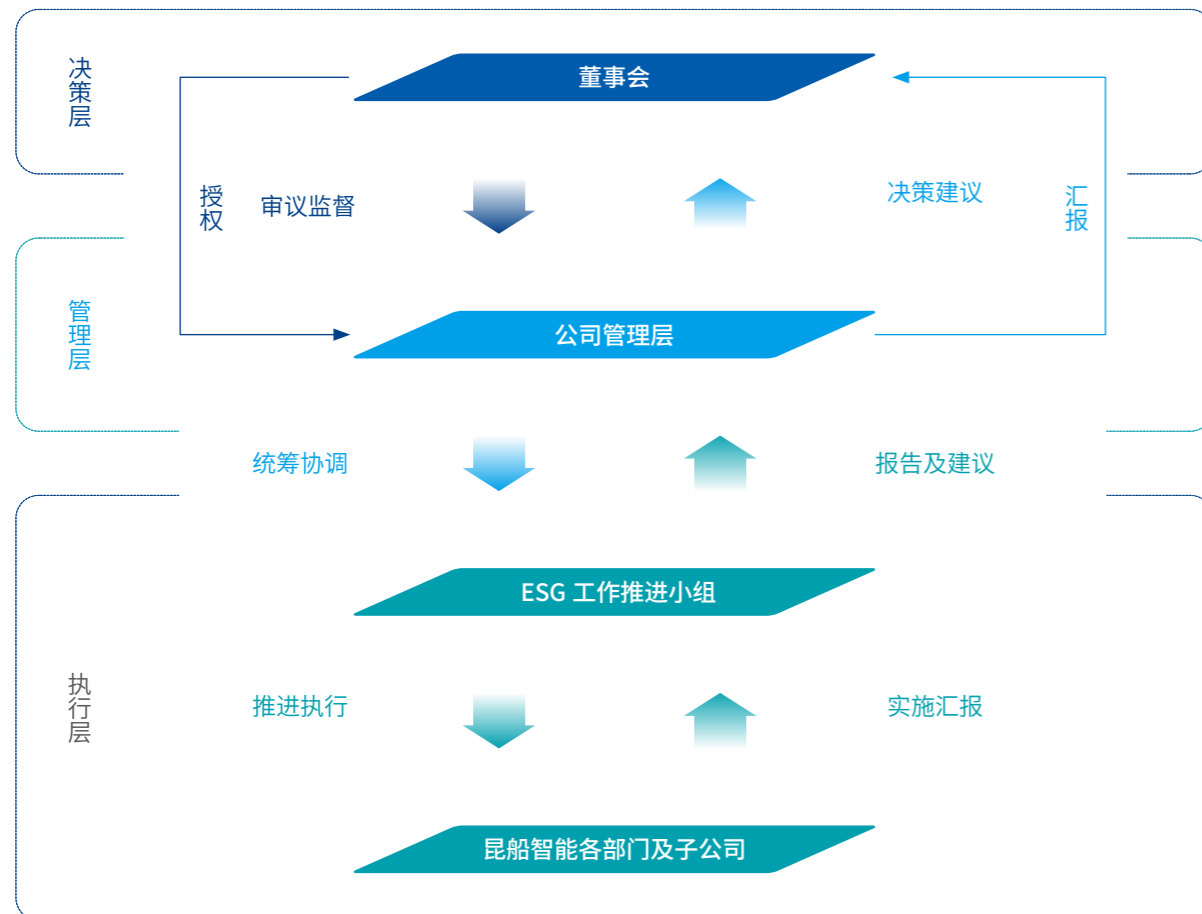 决策层
董事会
授权
审议监督
决策建议
汇报
管理层
公司管理层
统筹协调
报告及建议
执行层
ESG 工作推进小组
推进执行
实施汇报
昆船智能各部门及子公司